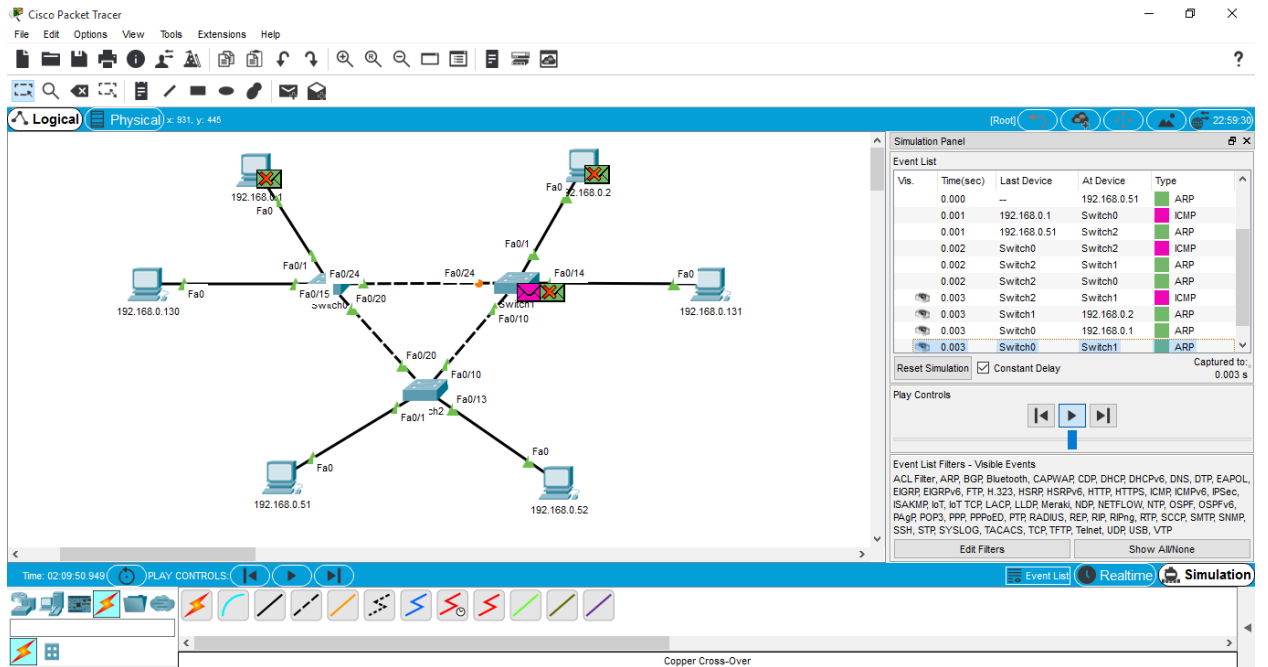 Cisco Packet Tracer
File Edit Options View Tools Extensions Help
?
Logical Physical x: 931, y: 445 [Root] 22:59:30
192.168.0.1
Fa0
Fa0
192.168.0.2
Fa0/1
Fa0/1
Fa0/24
Fa0/24
Fa0/14
Fa0
Fa0
Fa0/15
Fa0/20
Switch0
Switch1
192.168.0.130
192.168.0.131
Fa0/10
Fa0/20
Fa0/10
Fa0/13
Fa0/1
Fa0
Fa0
192.168.0.51
192.168.0.52
Simulation Panel
Event List
Vis. Time(sec) Last Device At Device Type
0.000 -- 192.168.0.51 ARP
0.001 192.168.0.1 Switch0 ICMP
0.001 192.168.0.51 Switch2 ARP
0.002 Switch0 Switch2 ICMP
0.002 Switch2 Switch1 ARP
0.002 Switch2 Switch0 ARP
0.003 Switch2 Switch1 ICMP
0.003 Switch1 192.168.0.2 ARP
0.003 Switch0 192.168.0.1 ARP
0.003 Switch0 Switch1 ARP
Reset Simulation Constant Delay Captured to:
0.003 s
Play Controls
Event List Filters - Visible Events
ACL Filter, ARP, BGP, Bluetooth, CAPWAP, CDP, DHCP, DHCPv6, DNS, DTP, EAPOL,
EIGRP, EIGRPv6, FTP, H.323, HSRP, HSRPv6, HTTP, HTTPS, ICMP, ICMPv6, IPSec,
ISAKMP, IoT, IoT TCP, LACP, LLDP, Meraki, NDP, NETFLOW, NTP, OSPF, OSPFv6,
PAgP, POP3, PPP, PPPoED, PTP, RADIUS, REP, RIP, RIPng, RTP, SCCP, SMTP, SNMP,
SSH, STP, SYSLOG, TACACS, TCP, TFTP, Telnet, UDP, USB, VTP
Edit Filters Show All/None
Time: 02:09:50.949 PLAY CONTROLS: Event List Realtime Simulation
Copper Cross-Over